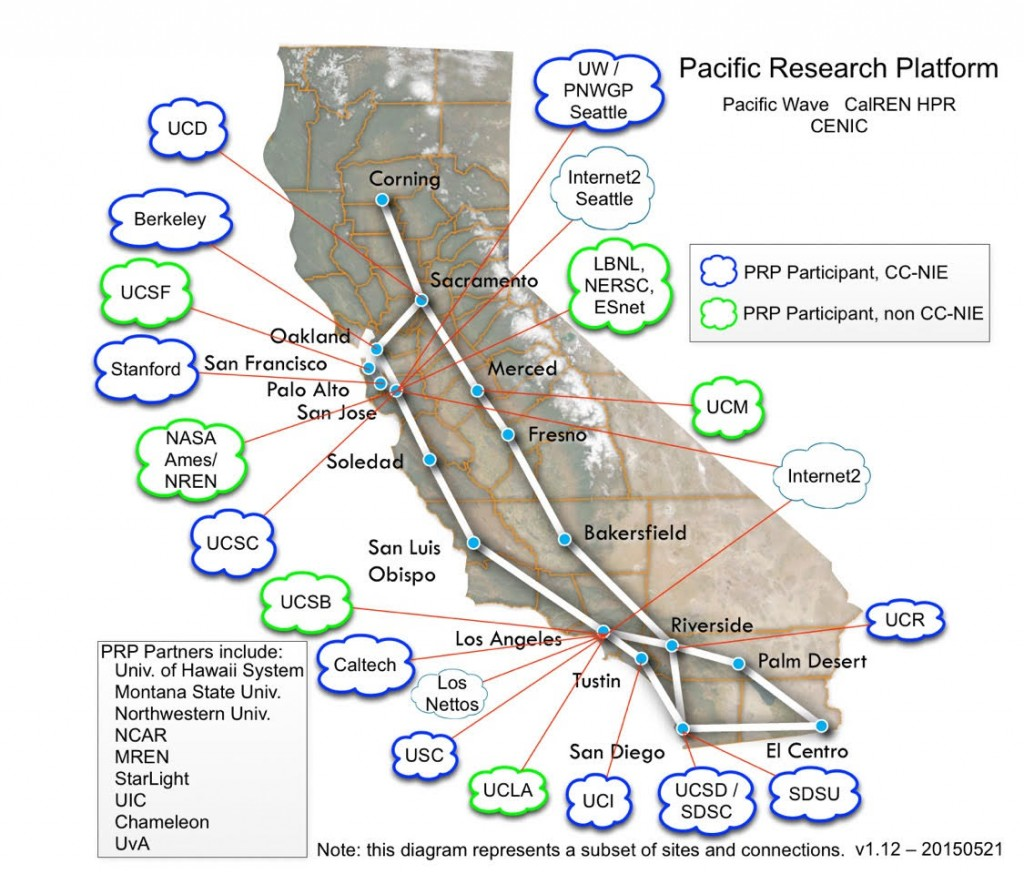 Pacific Research Platform
Pacific Wave CalREN HPR
CENIC
UW /
PNWGP
Seattle
UCD
Internet2
Seattle
Corning
Berkeley
LBNL,
NERSC,
ESnet
PRP Participant, CC-NIE
PRP Participant, non CC-NIE
UCSF
Sacramento
Oakland
Stanford
San Francisco
Palo Alto
San Jose
Merced
UCM
NASA
Ames/
NREN
Fresno
Soledad
Internet2
UCSC
Bakersfield
San Luis
Obispo
UCSB
UCR
Riverside
Los Angeles
Caltech
Palm Desert
Los
Nettos
Tustin
PRP Partners include:
Univ. of Hawaii System
Montana State Univ.
Northwestern Univ.
NCAR
MREN
StarLight
UIC
Chameleon
UvA
USC
San Diego
El Centro
UCLA
UCI
UCSD /
SDSC
SDSU
Note: this diagram represents a subset of sites and connections. v1.12 – 20150521